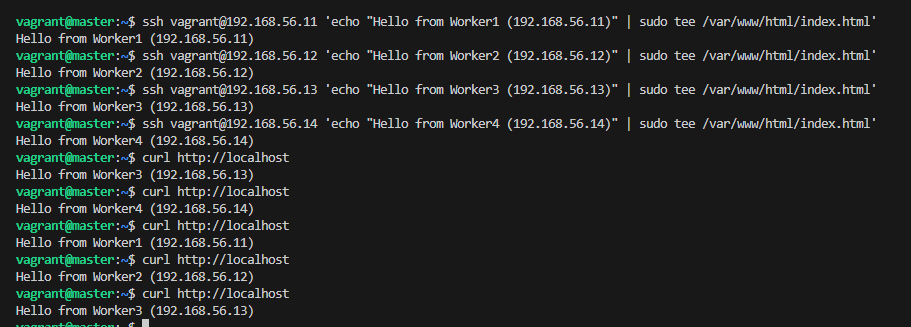 vagrant@master:~$ ssh vagrant@192.168.56.11 'echo "Hello from Worker1 (192.168.56.11)" | sudo tee /var/www/html/index.html'
Hello from Worker1 (192.168.56.11)
vagrant@master:~$ ssh vagrant@192.168.56.12 'echo "Hello from Worker2 (192.168.56.12)" | sudo tee /var/www/html/index.html'
Hello from Worker2 (192.168.56.12)
vagrant@master:~$ ssh vagrant@192.168.56.13 'echo "Hello from Worker3 (192.168.56.13)" | sudo tee /var/www/html/index.html'
Hello from Worker3 (192.168.56.13)
vagrant@master:~$ ssh vagrant@192.168.56.14 'echo "Hello from Worker4 (192.168.56.14)" | sudo tee /var/www/html/index.html'
Hello from Worker4 (192.168.56.14)
vagrant@master:~$ curl http://localhost
Hello from Worker3 (192.168.56.13)
vagrant@master:~$ curl http://localhost
Hello from Worker4 (192.168.56.14)
vagrant@master:~$ curl http://localhost
Hello from Worker1 (192.168.56.11)
vagrant@master:~$ curl http://localhost
Hello from Worker2 (192.168.56.12)
vagrant@master:~$ curl http://localhost
Hello from Worker3 (192.168.56.13)
vagrant@master:~$